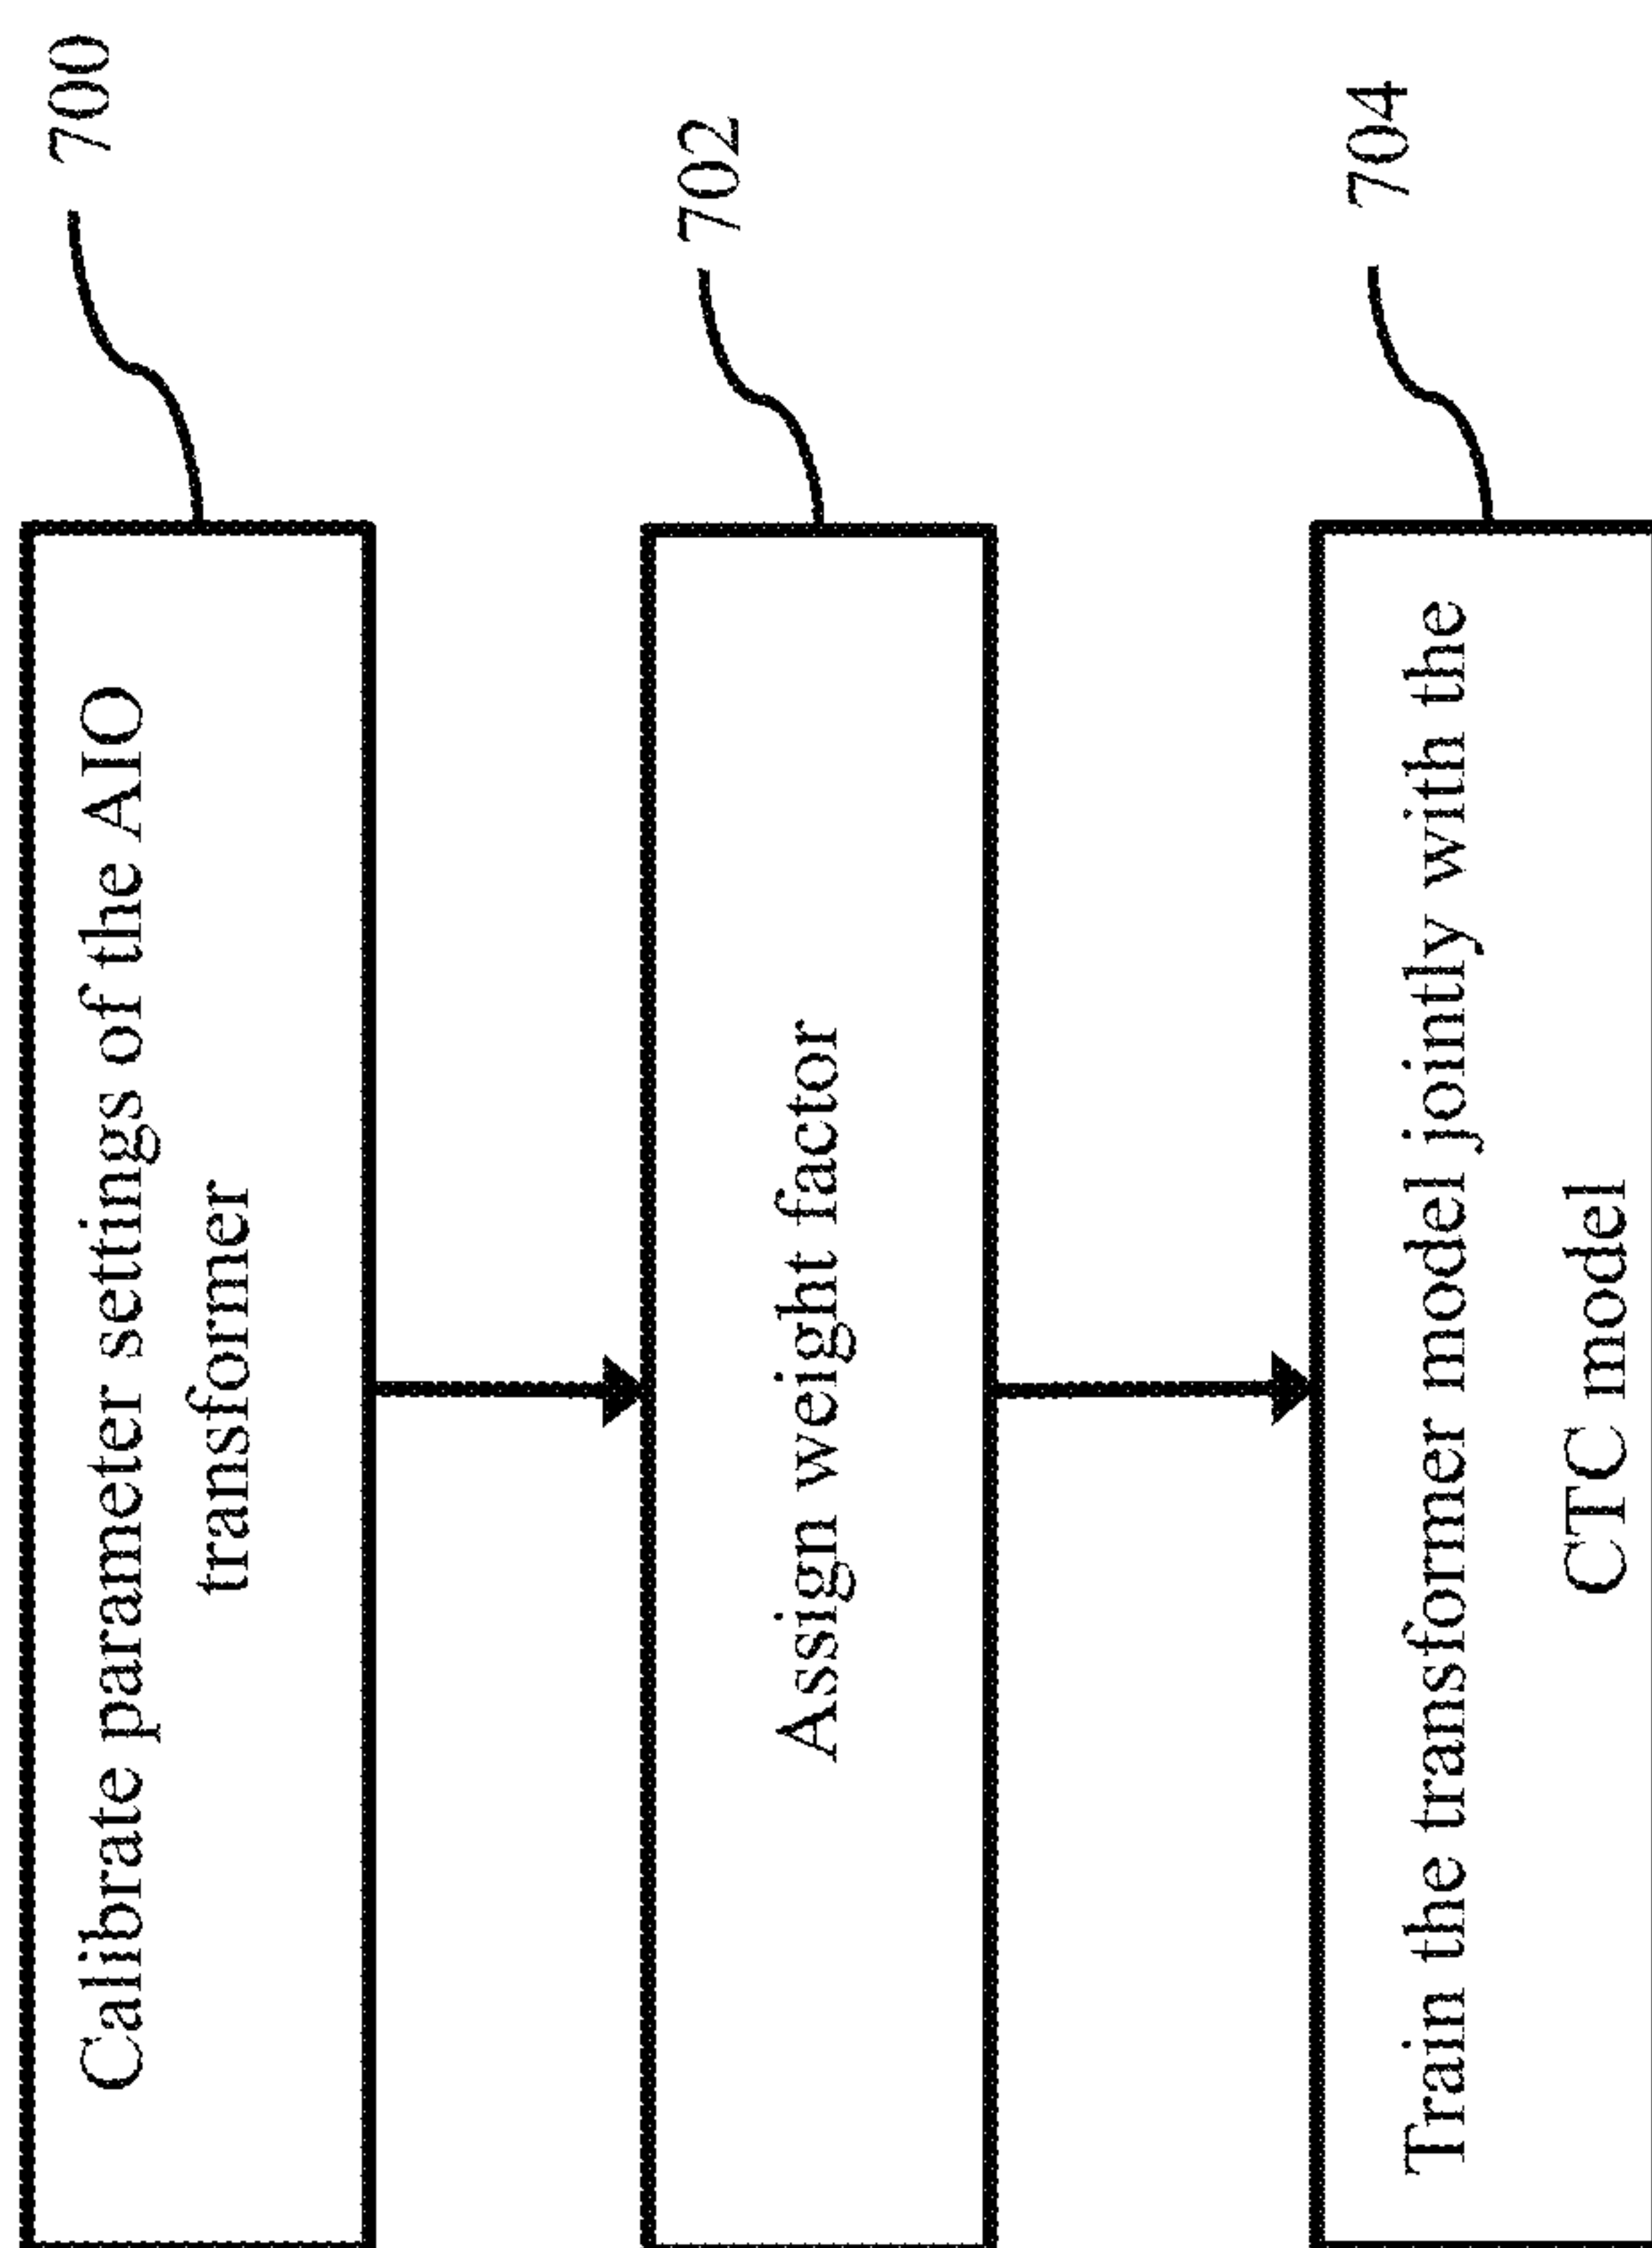 Calibrate parameter settings of the AIO
transformer
700
Assign weight factor
702
Train the transformer model jointly with the
CTC model
704